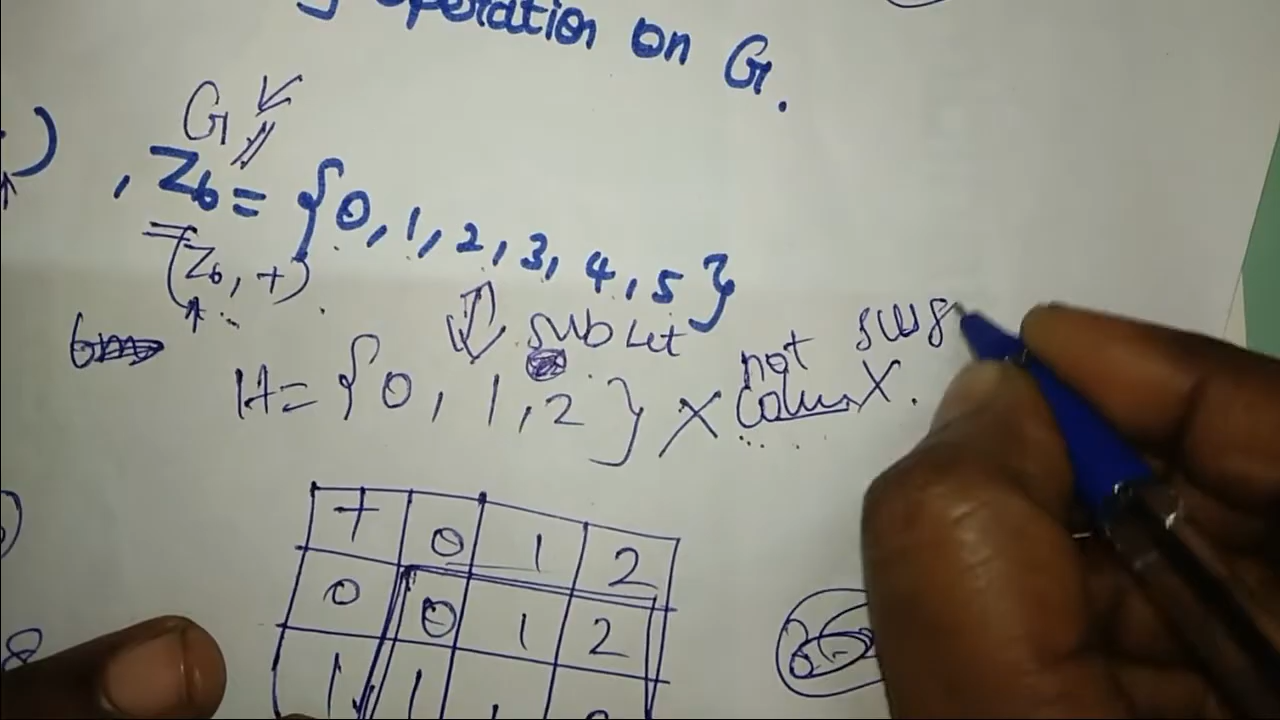 operation on G.
G
) , Z6 = {0, 1, 2, 3, 4, 5}
(Z6, +)
subset
H = {0, 1, 2} X not X.
+ 0 1 2
0 0 1 2
1 1
8